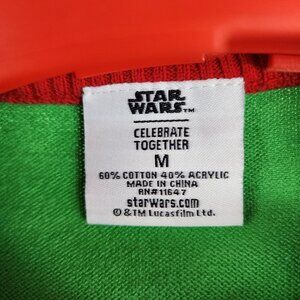 STAR
WARS™
CELEBRATE
TOGETHER
M
60% COTTON 40% ACRYLIC
MADE IN CHINA
RN#11647
starwars.com
© &TM Lucasfilm Ltd.